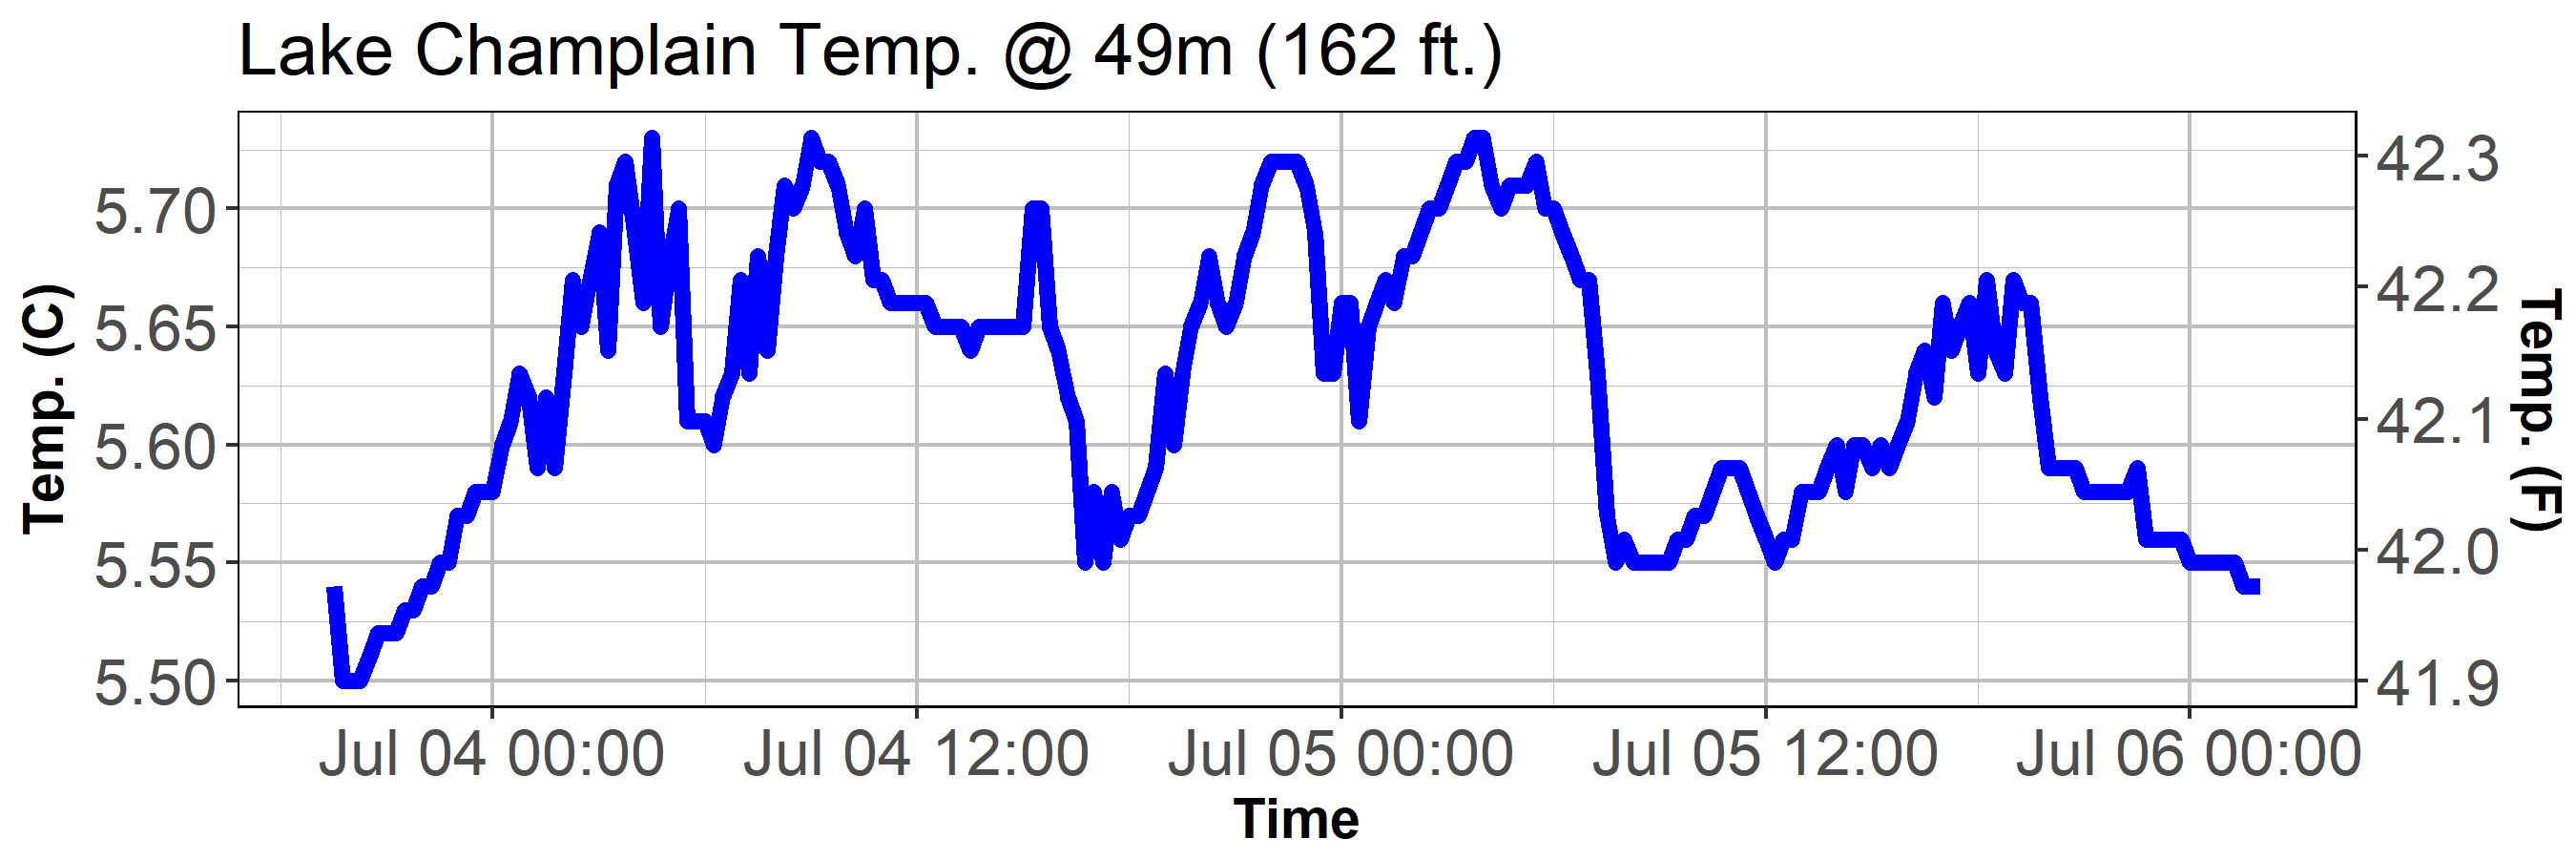 Lake Champlain Temp. @ 49m (162 ft.)
Temp. (C)
5.70
5.65
5.60
5.55
5.50
42.3
42.2
42.1
42.0
41.9
Temp. (F)
Jul 04 00:00 Jul 04 12:00 Jul 05 00:00 Jul 05 12:00 Jul 06 00:00
Time